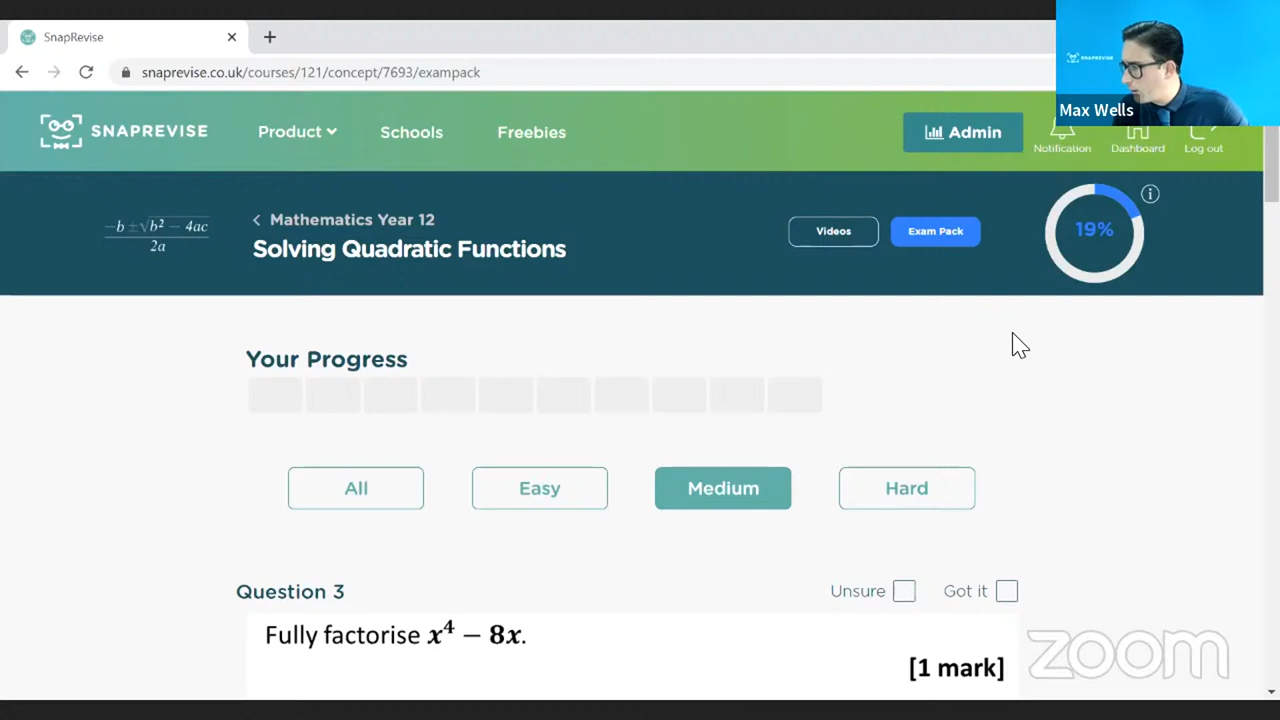 SnapRevise
snaprevise.co.uk/courses/121/concept/7693/exampack
SNAPREVISE
Max Wells
SNAPREVISE
Product
Schools
Freebies
Admin
Notification
Dashboard
Log out
−b ±√b² − 4ac
2a
Mathematics Year 12
Solving Quadratic Functions
Videos
Exam Pack
19%
Your Progress
All
Easy
Medium
Hard
Question 3
Unsure
Got it
Fully factorise x⁴ − 8x.
[1 mark]
zoom